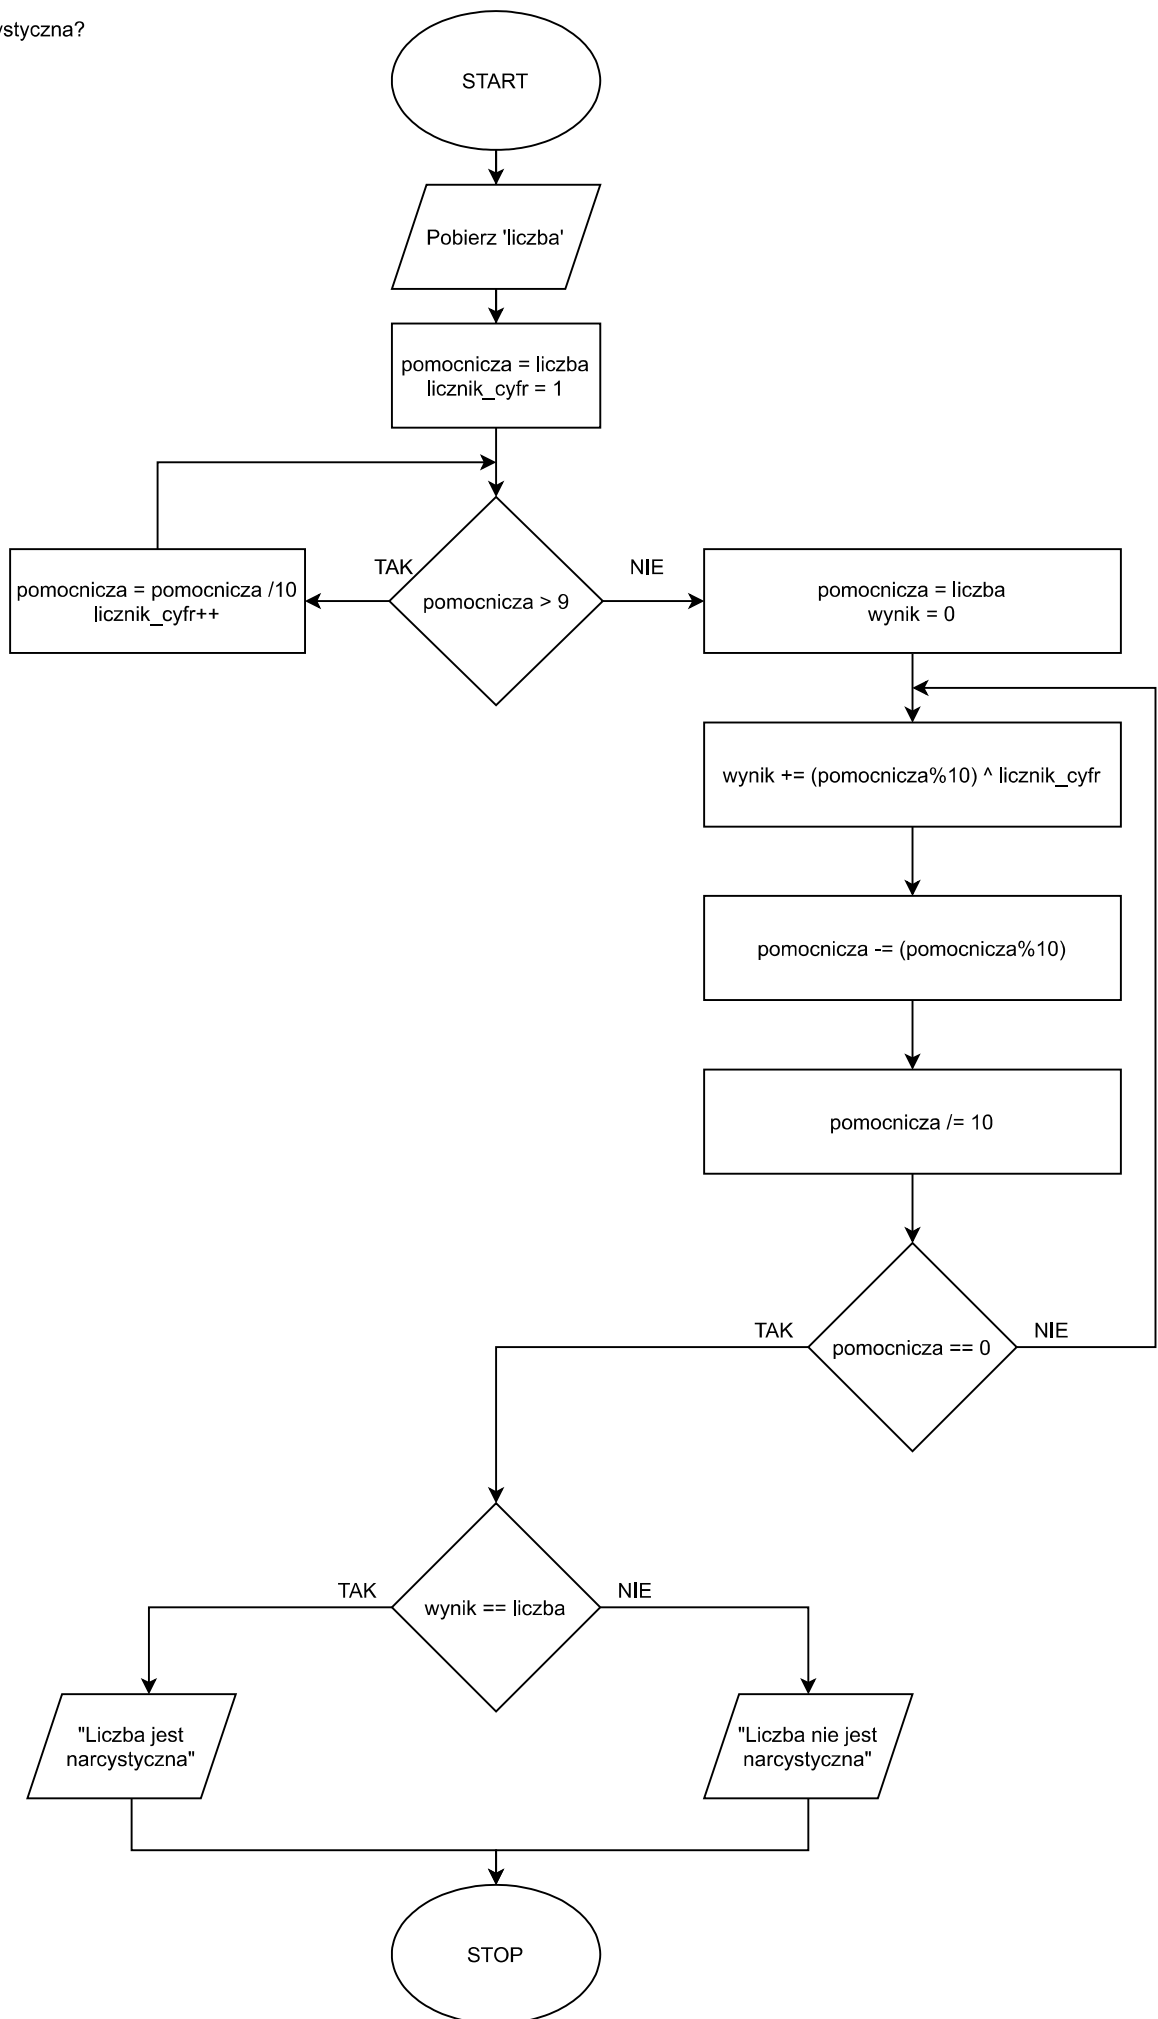 ystyczna?
START
Pobierz 'liczba'
pomocnicza = liczba
licznik_cyfr = 1
TAK
NIE
pomocnicza = pomocnicza /10
licznik_cyfr++
pomocnicza > 9
pomocnicza = liczba
wynik = 0
wynik += (pomocnicza%10) ^ licznik_cyfr
pomocnicza -= (pomocnicza%10)
pomocnicza /= 10
TAK
NIE
pomocnicza == 0
TAK
NIE
wynik == liczba
"Liczba jest
narcystyczna"
"Liczba nie jest
narcystyczna"
STOP